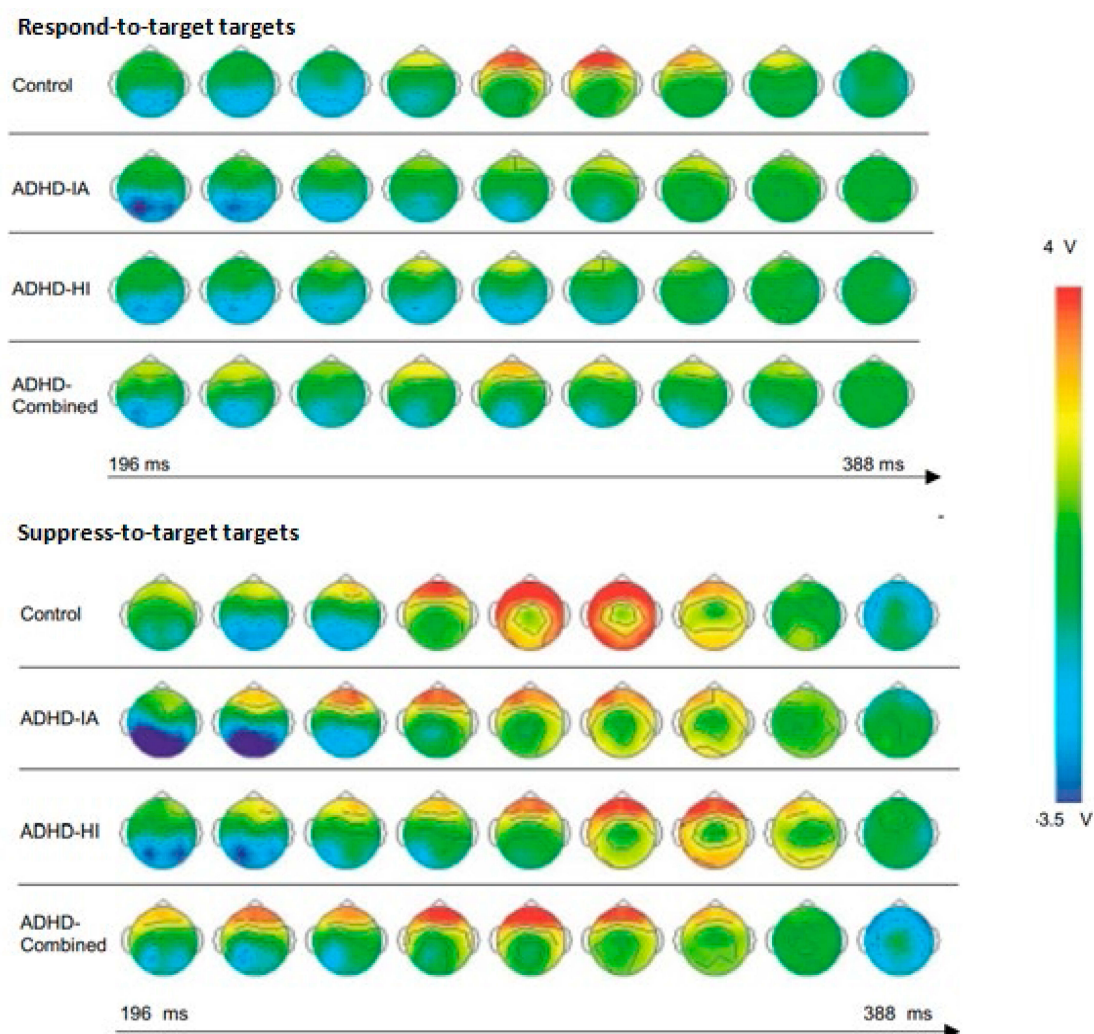 Respond-to-target targets
Control
ADHD-IA
ADHD-HI
ADHD-
Combined
196 ms
388 ms
Suppress-to-target targets
Control
ADHD-IA
ADHD-HI
ADHD-
Combined
196 ms
388 ms
4 V
-3.5 V